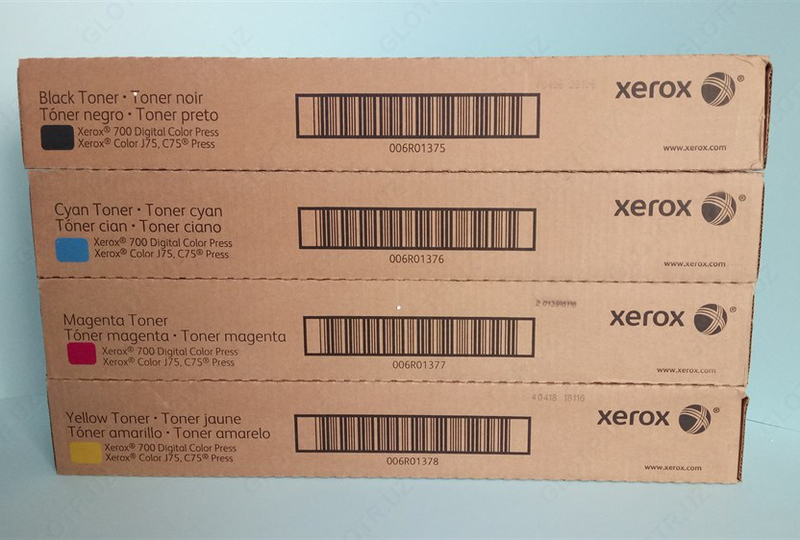 Black Toner • Toner noir
Tóner negro • Toner preto
Xerox® 700 Digital Color Press
Xerox® Color J75, C75® Press
006R01375
xerox ®
www.xerox.com
Cyan Toner • Toner cyan
Tóner cian • Toner ciano
Xerox® 700 Digital Color Press
Xerox® Color J75, C75® Press
006R01376
xerox ®
www.xerox.com
Magenta Toner
Tóner magenta • Toner magenta
Xerox® 700 Digital Color Press
Xerox® Color J75, C75® Press
006R01377
xerox ®
www.xerox.com
Yellow Toner • Toner jaune
Tóner amarillo • Toner amarelo
Xerox® 700 Digital Color Press
Xerox® Color J75, C75® Press
006R01378
40418 18116
xerox ®
www.xerox.com